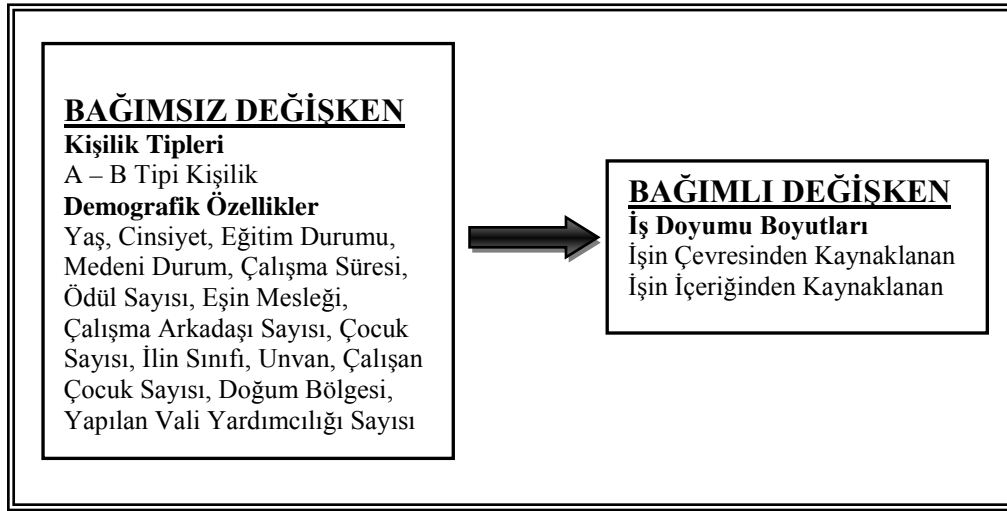 BAĞIMSIZ DEĞİŞKEN
Kişilik Tipleri
A – B Tipi Kişilik
Demografik Özellikler
Yaş, Cinsiyet, Eğitim Durumu,
Medeni Durum, Çalışma Süresi,
Ödül Sayısı, Eşin Mesleği,
Çalışma Arkadaşı Sayısı, Çocuk
Sayısı, İlin Sınıfı, Unvan, Çalışan
Çocuk Sayısı, Doğum Bölgesi,
Yapılan Vali Yardımcılığı Sayısı
BAĞIMLI DEĞİŞKEN
İş Doyumu Boyutları
İşin Çevresinden Kaynaklanan
İşin İçeriğinden Kaynaklanan